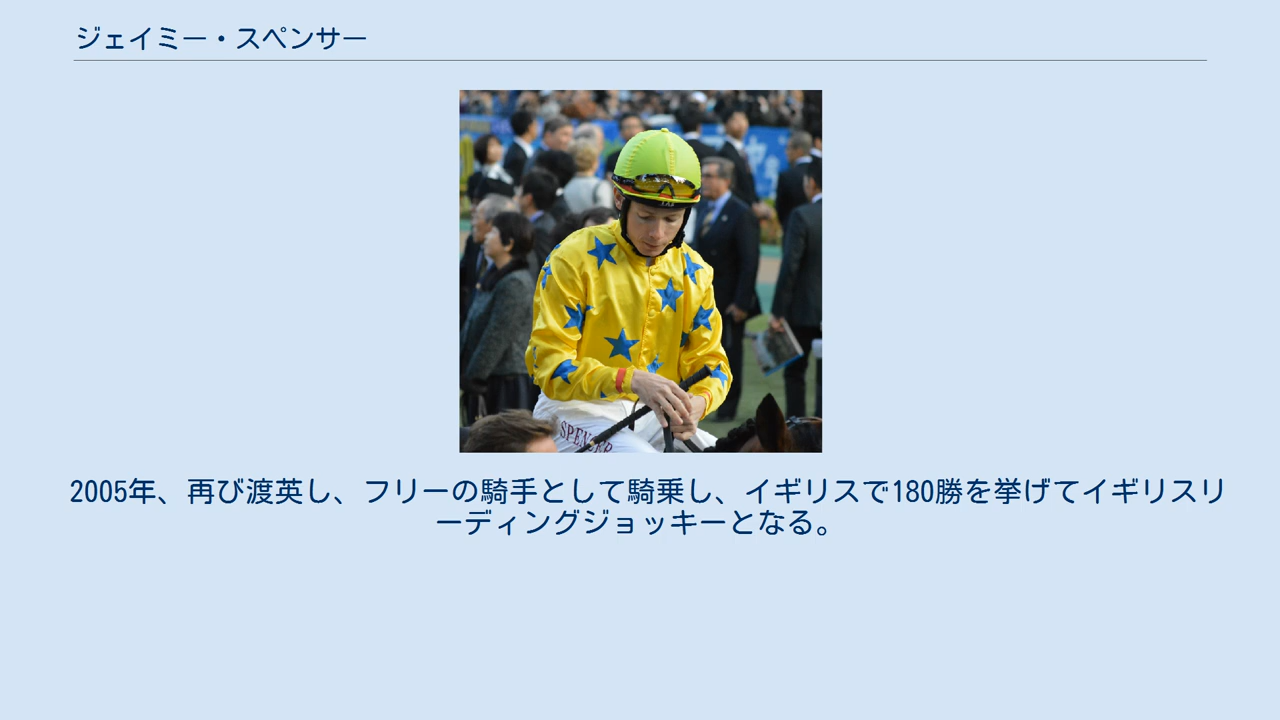 ジェイミー・スペンサー
SPENCER
2005年、再び渡英し、フリーの騎手として騎乗し、イギリスで180勝を挙げてイギリスリ
ーディングジョッキーとなる。